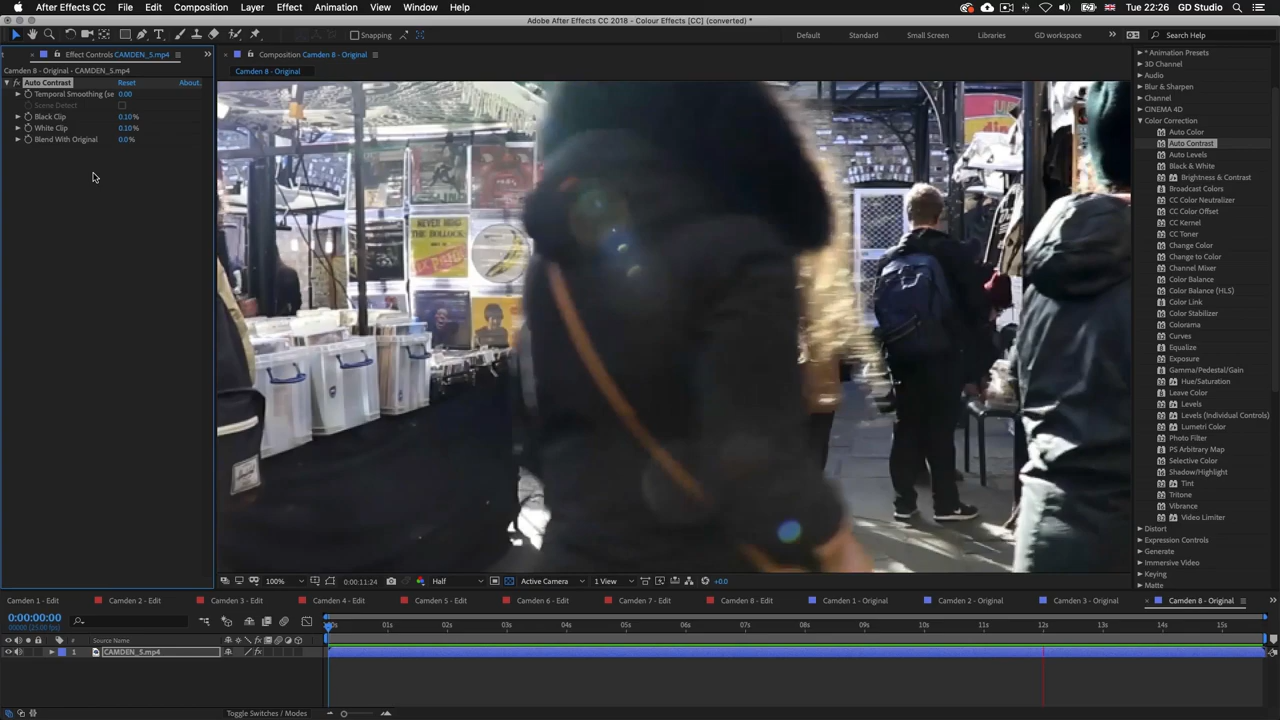 After Effects CC File Edit Composition Layer Effect Animation View Window Help Tue 22:26 GD Studio
Adobe After Effects CC 2018 - Colour Effects [CC] (converted) *
Snapping Default Standard Small Screen Libraries GD workspace Search Help
Effect Controls CAMDEN_5.mp4
Composition Camden 8 - Original
Camden 8 - Original - CAMDEN_5.mp4
Camden 8 - Original
Auto Contrast Reset About..
Temporal Smoothing (se 0.00
Scene Detect
Black Clip 0.10%
White Clip 0.10%
Blend With Original 0.0%
NEVER MIND
THE BOLLOCK
* Animation Presets
3D Channel
Audio
Blur & Sharpen
Channel
CINEMA 4D
Color Correction
Auto Color
Auto Contrast
Auto Levels
Black & White
Brightness & Contrast
Broadcast Colors
CC Color Neutralizer
CC Color Offset
CC Kernel
CC Toner
Change Color
Change to Color
Channel Mixer
Color Balance
Color Balance (HLS)
Color Link
Color Stabilizer
Colorama
Curves
Equalize
Exposure
Gamma/Pedestal/Gain
Hue/Saturation
Leave Color
Levels
Levels (Individual Controls)
Lumetri Color
Photo Filter
PS Arbitrary Map
Selective Color
Shadow/Highlight
Tint
Tritone
Vibrance
Video Limiter
Distort
Expression Controls
Generate
Immersive Video
Keying
Matte
100% 0:00:11:24 Half Active Camera 1 View +0.0
Camden 1 - Edit Camden 2 - Edit Camden 3 - Edit Camden 4 - Edit Camden 5 - Edit Camden 6 - Edit Camden 7 - Edit Camden 8 - Edit Camden 1 - Original Camden 2 - Original Camden 3 - Original Camden 8 - Original
0:00:00:00
00000 (25.00 fps)
02s 03s 04s 05s 06s 07s 08s 09s 10s 11s 12s 13s 14s 15s
# Source Name
1 CAMDEN_5.mp4
Toggle Switches / Modes